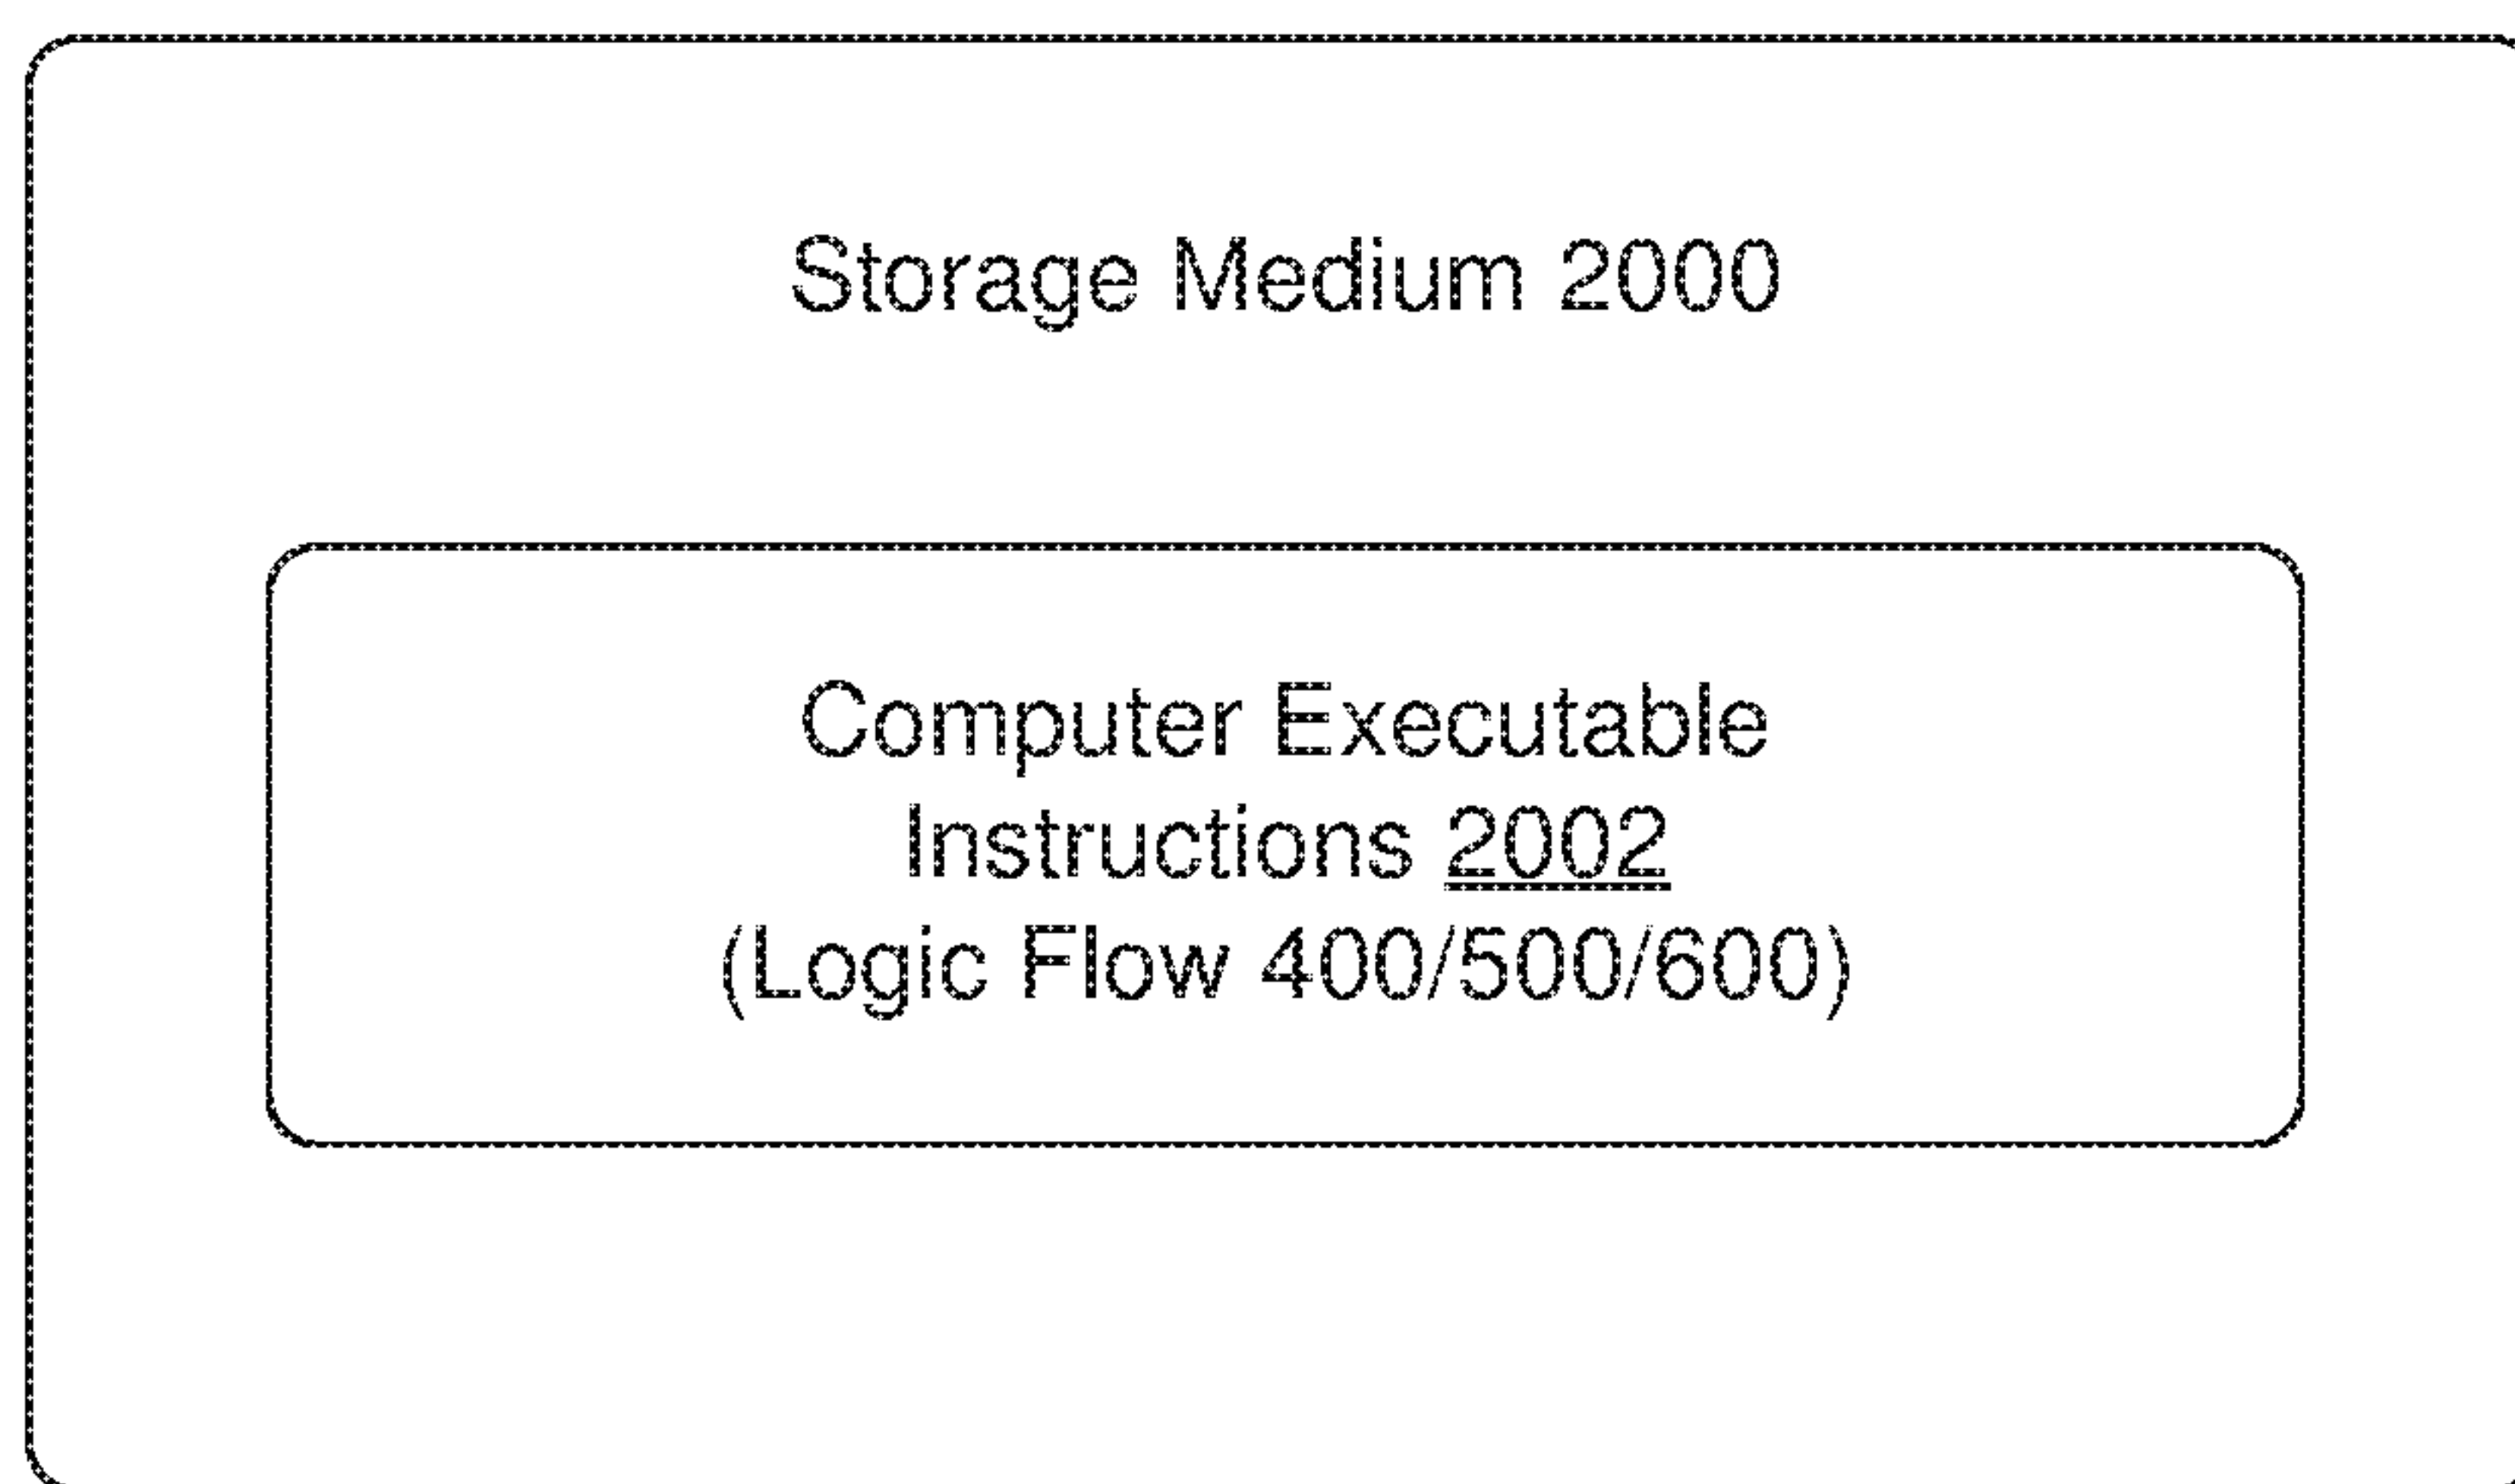 Storage Medium 2000
Computer Executable
Instructions 2002
(Logic Flow 400/500/600)